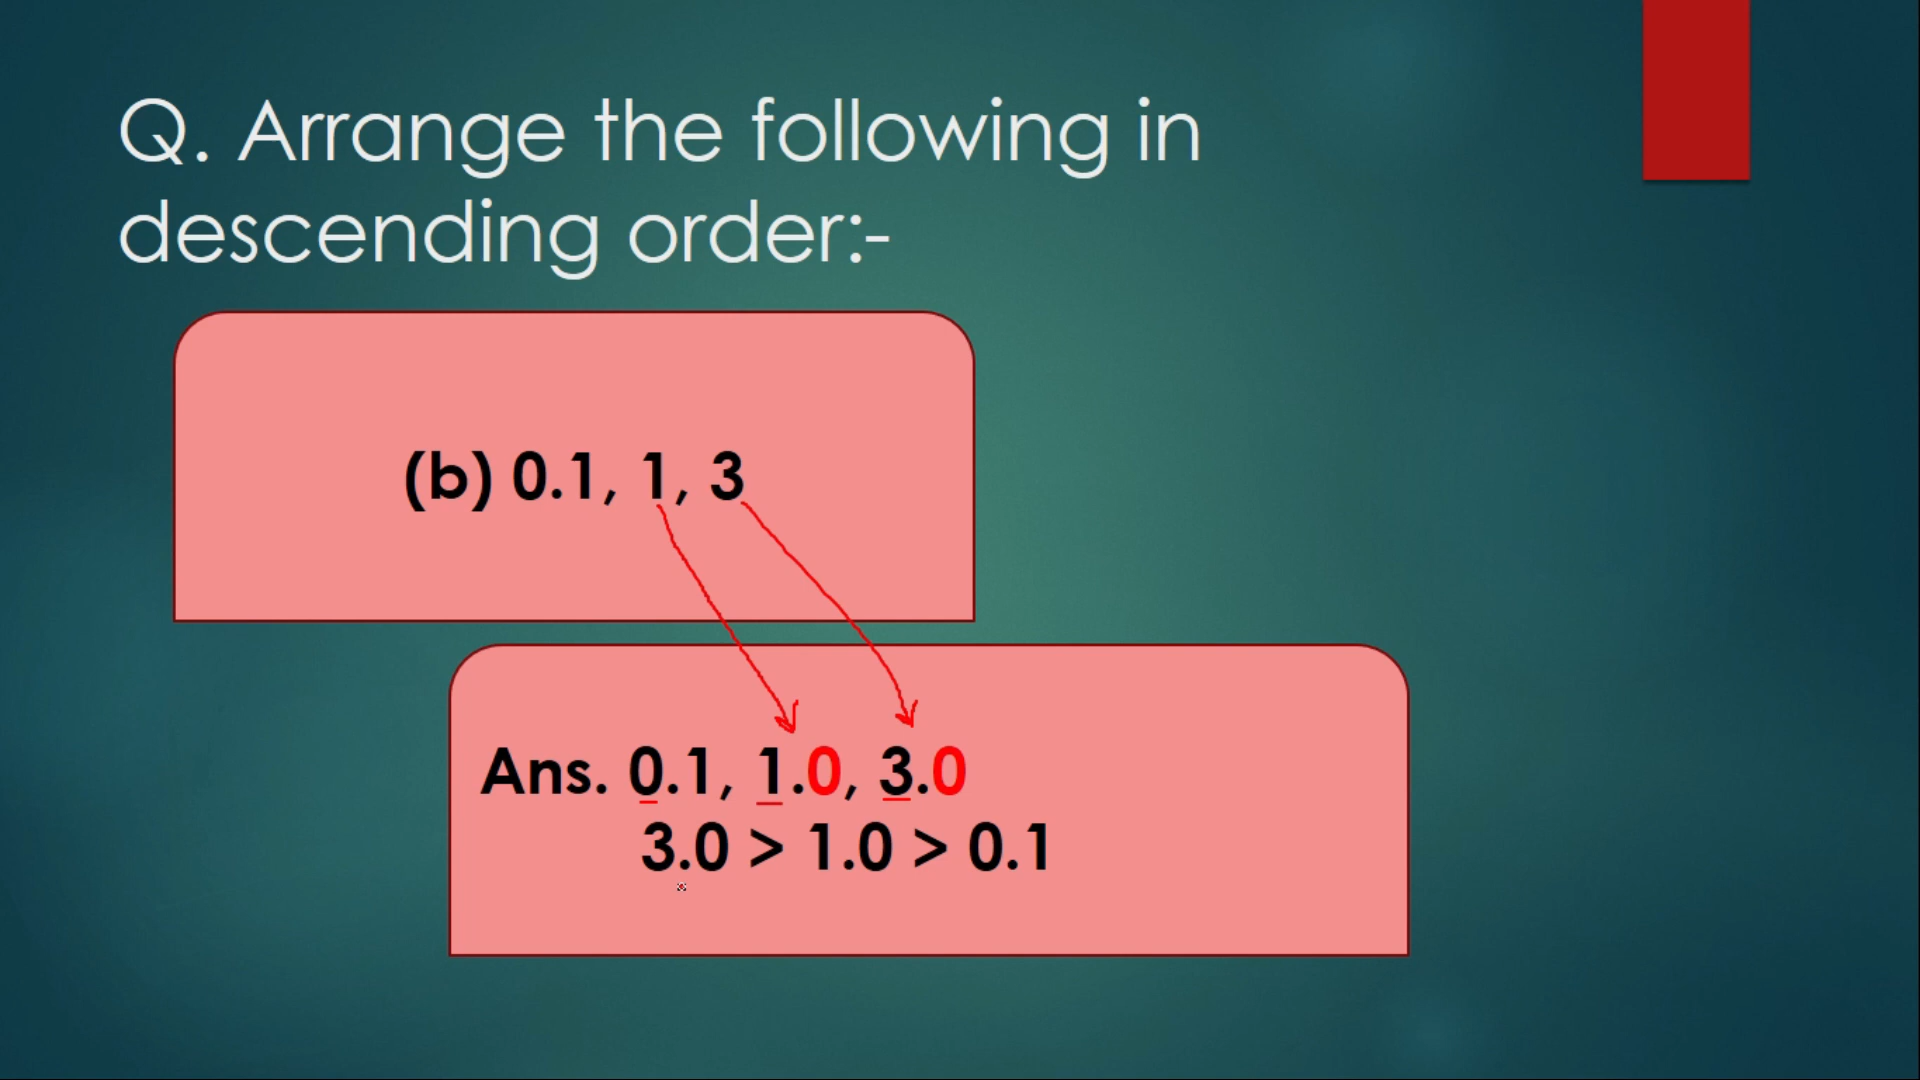 Q. Arrange the following in
descending order:-
(b) 0.1, 1, 3
Ans. 0.1, 1.0, 3.0
3.0 > 1.0 > 0.1